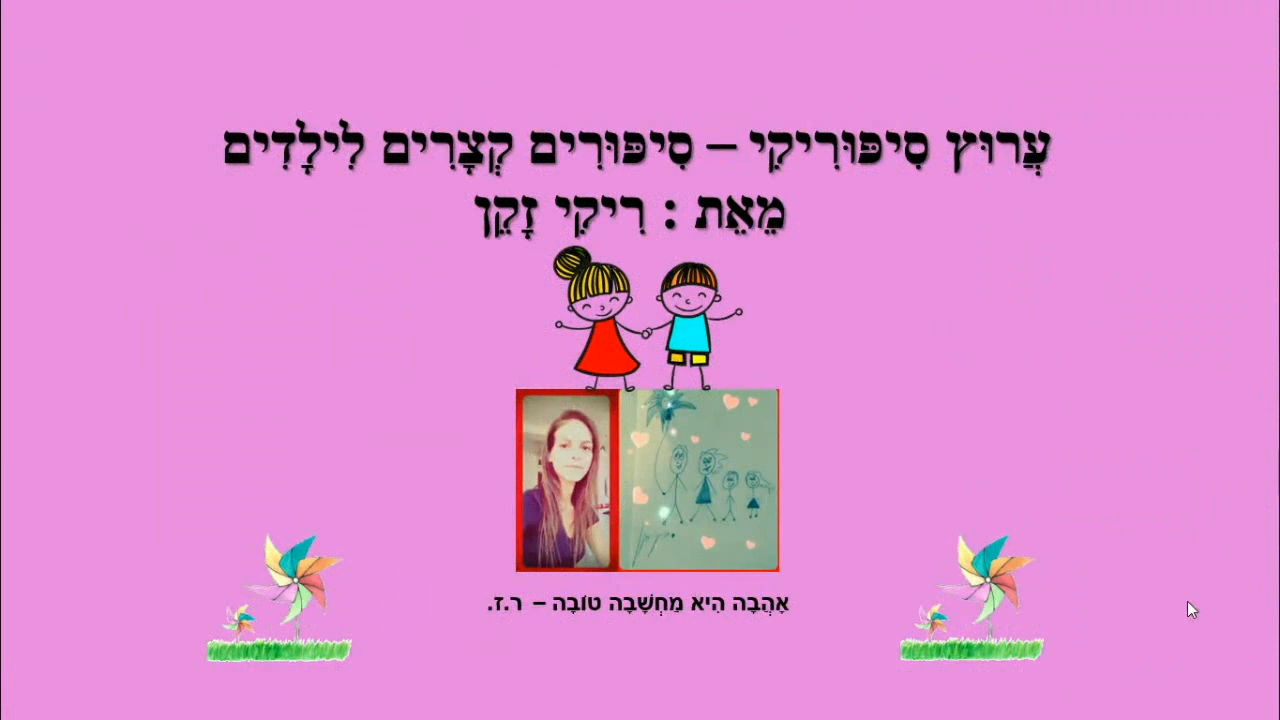 עֲרוּץ סִיפּוּרִיקִי – סִיפּוּרִים קְצָרִים לִילָדִים
מֵאֵת : רִיקִי זָקֵן
אַהֲבָה הִיא מַחְשָׁבָה טוֹבָה – ר.ז.